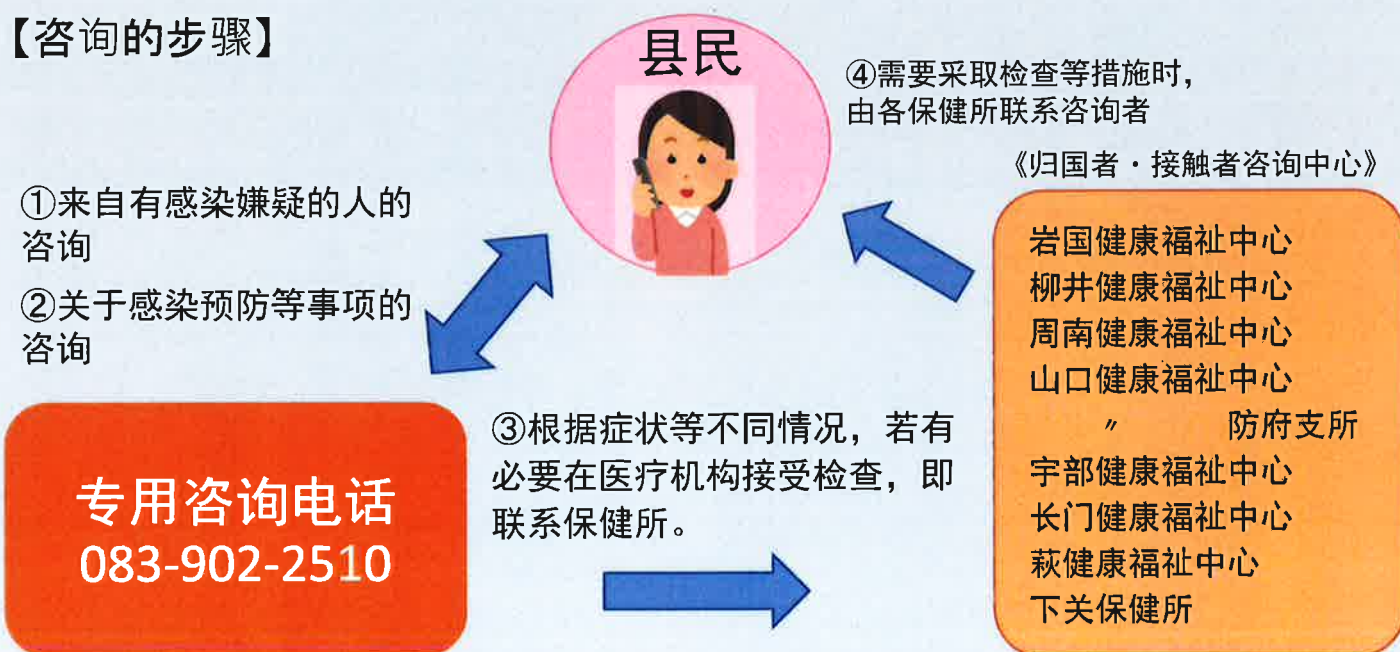 【咨询的步骤】
县民
④需要采取检查等措施时，
由各保健所联系咨询者
《归国者・接触者咨询中心》
①来自有感染嫌疑的人的
咨询
②关于感染预防等事项的
咨询
岩国健康福祉中心
柳井健康福祉中心
周南健康福祉中心
山口健康福祉中心
〃 防府支所
宇部健康福祉中心
长门健康福祉中心
萩健康福祉中心
下关保健所
③根据症状等不同情况，若有
必要在医疗机构接受检查，即
联系保健所。
专用咨询电话
083-902-2510